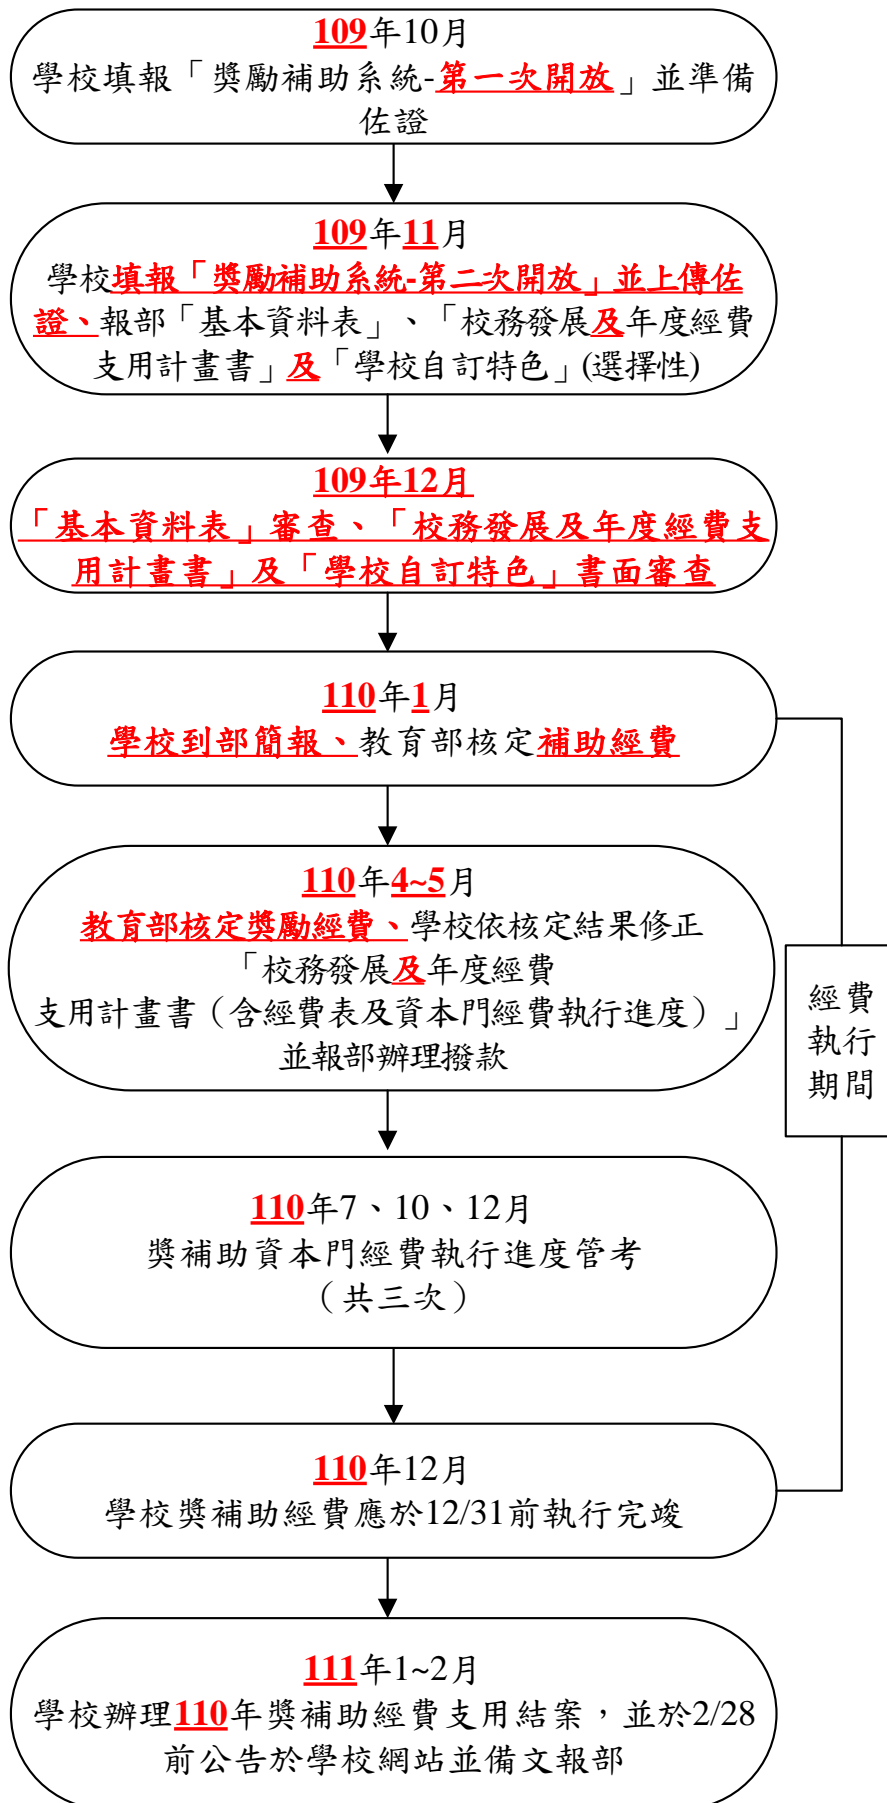 109年10月
學校填報「獎勵補助系統-第一次開放」並準備
佐證
109年11月
學校填報「獎勵補助系統-第二次開放」並上傳佐
證、報部「基本資料表」、「校務發展及年度經費
支用計畫書」及「學校自訂特色」(選擇性)
109年12月
「基本資料表」審查、「校務發展及年度經費支
用計畫書」及「學校自訂特色」書面審查
110年1月
學校到部簡報、教育部核定補助經費
110年4~5月
教育部核定獎勵經費、學校依核定結果修正
「校務發展及年度經費
支用計畫書（含經費表及資本門經費執行進度）」
並報部辦理撥款
經費
執行
期間
110年7、10、12月
獎補助資本門經費執行進度管考
（共三次）
110年12月
學校獎補助經費應於12/31前執行完竣
111年1~2月
學校辦理110年獎補助經費支用結案，並於2/28
前公告於學校網站並備文報部